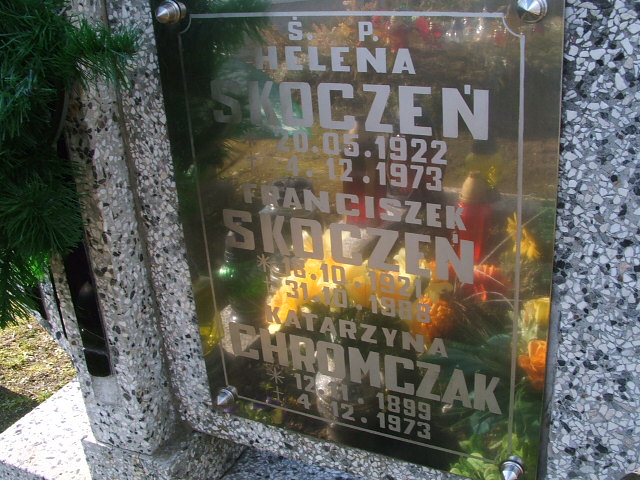 Ś. P.
HELENA
SKOCZEŃ
20.05.1922
4.12.1973
FRANCISZEK
SKOCZEŃ
KATARZYNA
CHROMCZAK
4.12.1973